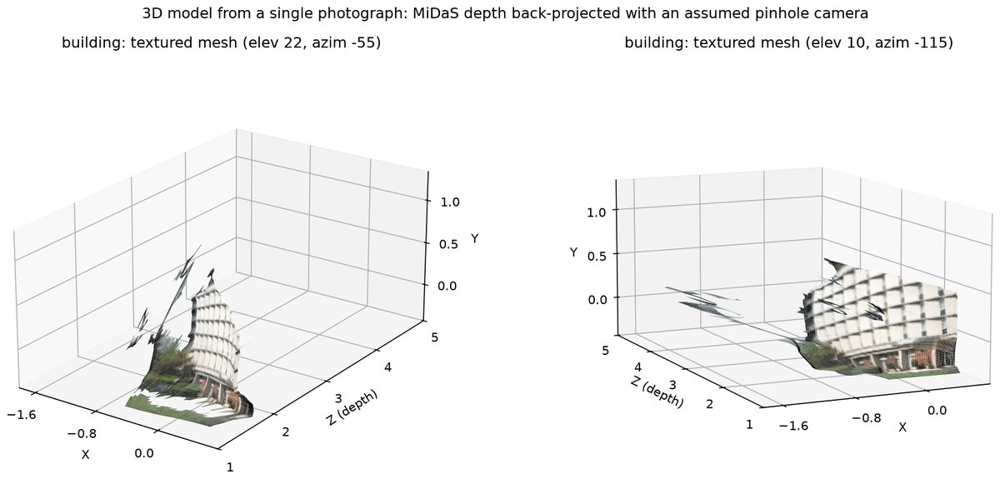 3D model from a single photograph: MiDaS depth back-projected with an assumed pinhole camera
building: textured mesh (elev 22, azim -55)
1.0
0.5
0.0
Y
5
4
3
2
1
Z (depth)
−1.6
−0.8
0.0
X
building: textured mesh (elev 10, azim -115)
1.0
0.5
0.0
Y
5
4
3
2
1
Z (depth)
−1.6
−0.8
0.0
X